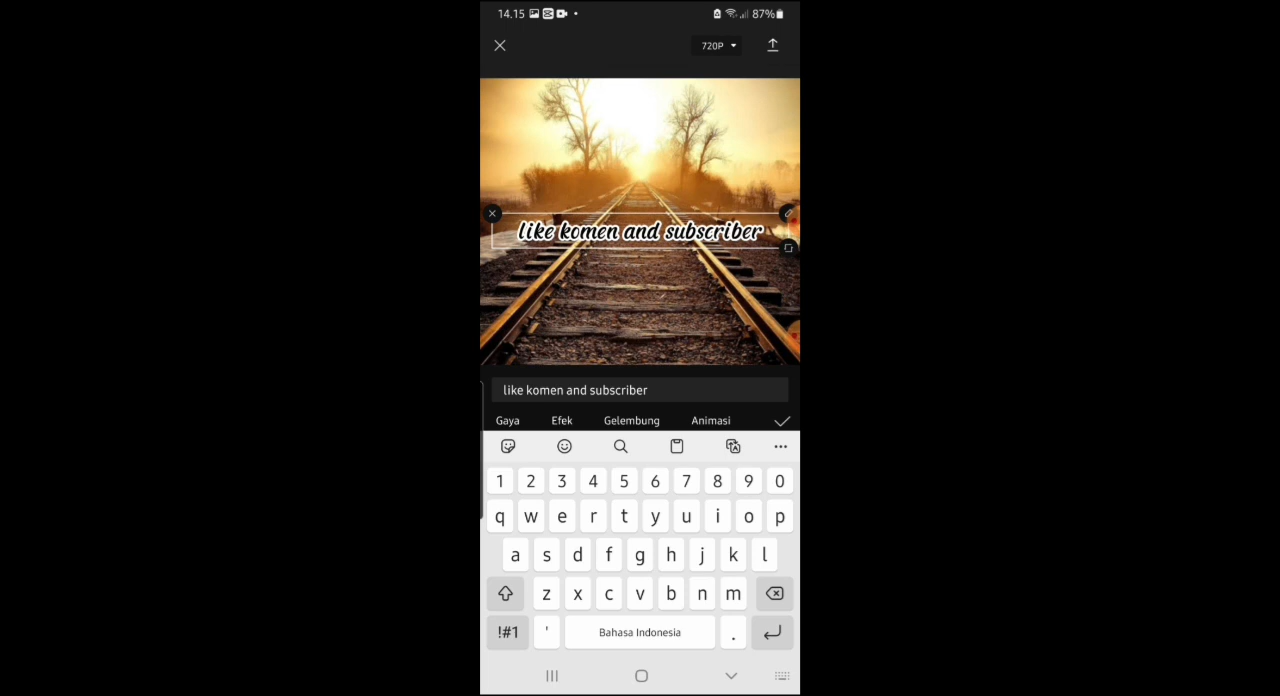 14.15 87%
720P
like komen and subscriber
like komen and subscriber
Gaya Efek Gelembung Animasi
1 2 3 4 5 6 7 8 9 0
q w e r t y u i o p
a s d f g h j k l
z x c v b n m
!#1 ' Bahasa Indonesia .